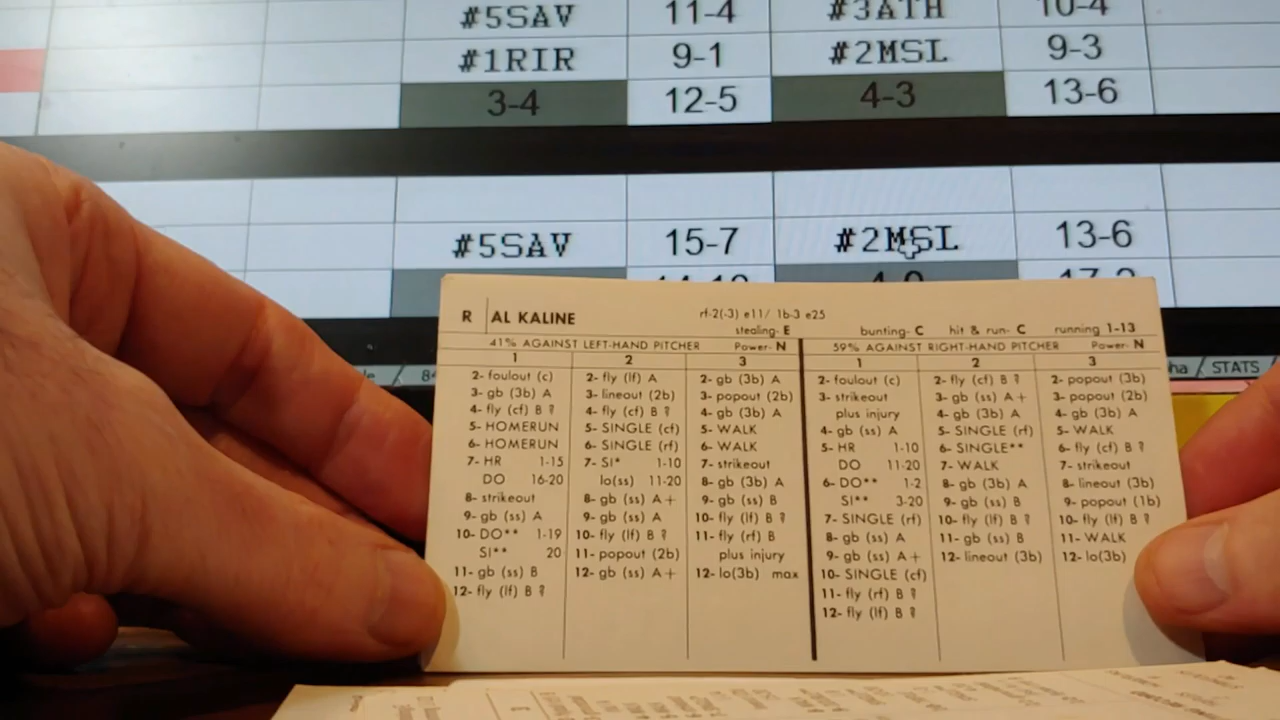 #5SAV 11-4 #3ATH 10-4
#1RIR 9-1 #2MSL 9-3
3-4 12-5 4-3 13-6
#5SAV 15-7 #2MSL 13-6
STATS
R AL KALINE rf-2(-3) e11/ 1b-3 e25
stealing- E bunting- C hit & run- C running 1-13
41% AGAINST LEFT-HAND PITCHER Power- N 59% AGAINST RIGHT-HAND PITCHER Power- N
1 2 3 1 2 3
2- foulout (c)
3- gb (3b) A
4- fly (cf) B ?
5- HOMERUN
6- HOMERUN
7- HR 1-15
DO 16-20
8- strikeout
9- gb (ss) A
10- DO** 1-19
SI** 20
11- gb (ss) B
12- fly (lf) B ?
2- fly (lf) A
3- lineout (2b)
4- fly (cf) B ?
5- SINGLE (cf)
6- SINGLE (rf)
7- SI* 1-10
lo(ss) 11-20
8- gb (ss) A+
9- gb (ss) A
10- fly (lf) B ?
11- popout (2b)
12- gb (ss) A+
2- gb (3b) A
3- popout (2b)
4- gb (3b) A
5- WALK
6- WALK
7- strikeout
8- gb (3b) A
9- gb (ss) B
10- fly (lf) B ?
11- fly (rf) B
plus injury
12- lo(3b) max
2- foulout (c)
3- strikeout
plus injury
4- gb (ss) A
5- HR 1-10
DO 11-20
6- DO** 1-2
SI** 3-20
7- SINGLE (rf)
8- gb (ss) A
9- gb (ss) A+
10- SINGLE (cf)
11- fly (rf) B ?
12- fly (lf) B ?
2- fly (cf) B ?
3- gb (ss) A+
4- gb (3b) A
5- SINGLE (rf)
6- SINGLE**
7- WALK
8- gb (3b) A
9- gb (ss) B
10- fly (lf) B ?
11- gb (ss) B
12- lineout (3b)
2- popout (3b)
3- popout (2b)
4- gb (3b) A
5- WALK
6- fly (cf) B ?
7- strikeout
8- lineout (3b)
9- popout (1b)
10- fly (lf) B ?
11- WALK
12- lo(3b)